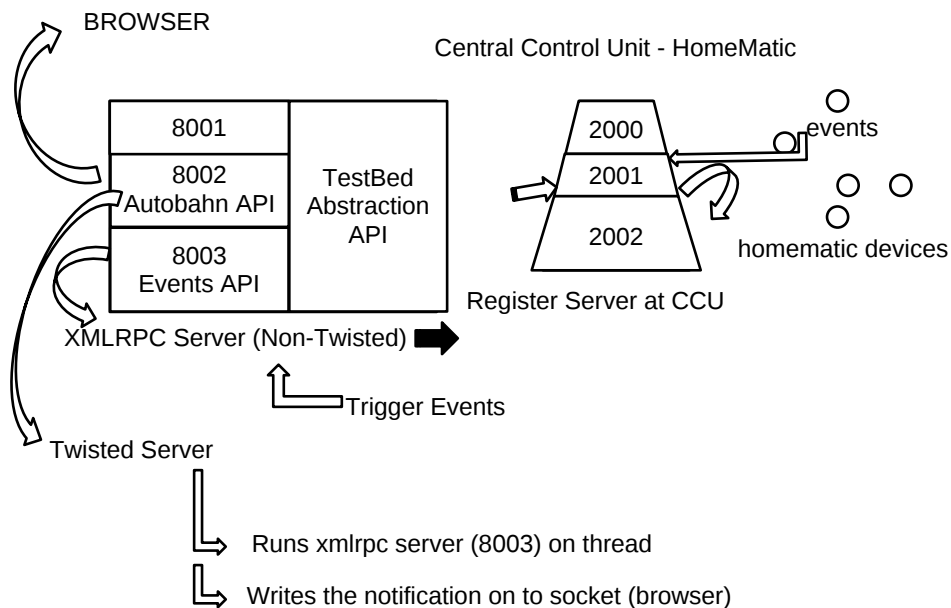 BROWSER
Central Control Unit - HomeMatic
8001
8002
Autobahn API
8003
Events API
TestBed
Abstraction
API
2000
2001
2002
events
homematic devices
Register Server at CCU
XMLRPC Server (Non-Twisted)
Trigger Events
Twisted Server
Runs xmlrpc server (8003) on thread
Writes the notification on to socket (browser)